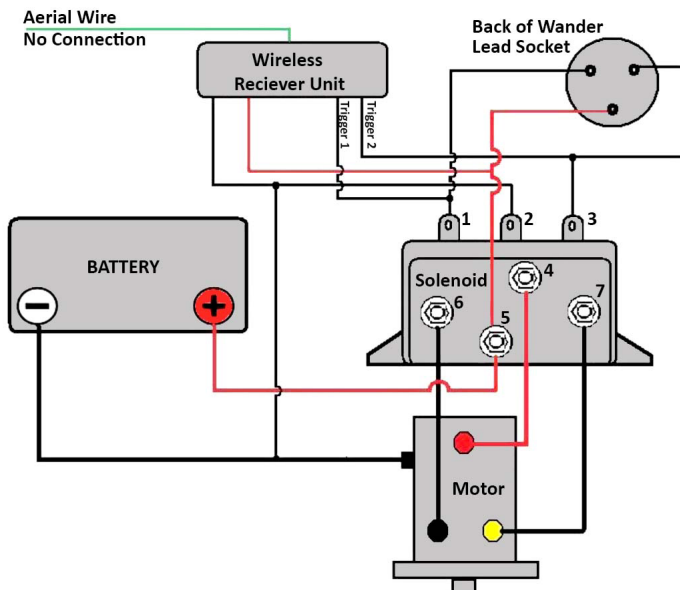 Aerial Wire
No Connection
Wireless
Reciever Unit
Trigger 1
Trigger 2
Back of Wander
Lead Socket
1
2
3
BATTERY
Solenoid
4
6
7
5
Motor